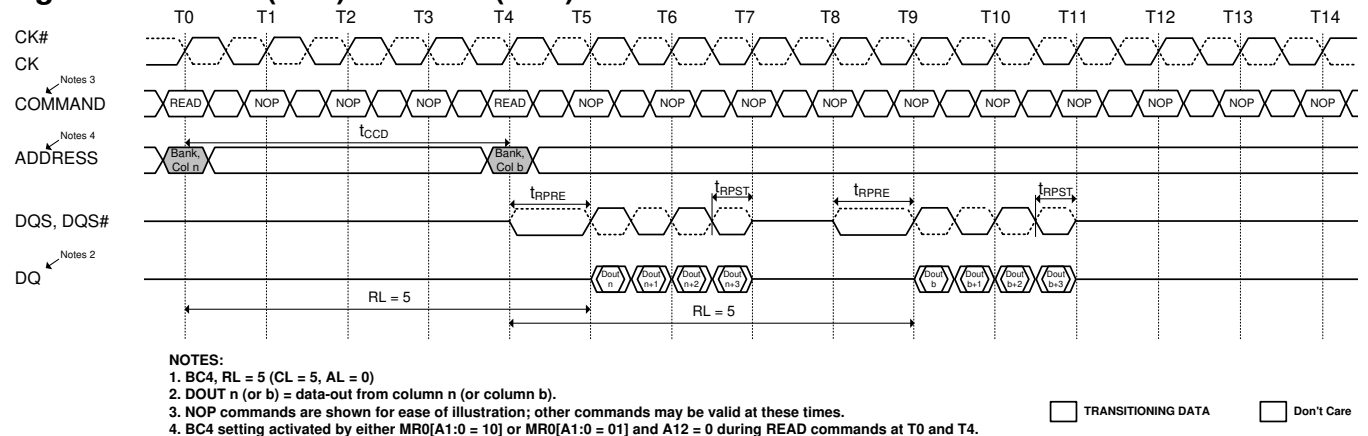 T0 T1 T2 T3 T4 T5 T6 T7 T8 T9 T10 T11 T12 T13 T14
CK#
CK
Notes 3
COMMAND READ NOP NOP NOP READ NOP NOP NOP NOP NOP NOP NOP NOP NOP NOP
tCCD
Notes 4
ADDRESS
Bank, Col n
Bank, Col b
tRPRE tRPST tRPRE tRPST
DQS, DQS#
Notes 2
DQ
Dout n
Dout n+1
Dout n+2
Dout n+3
Dout b
Dout b+1
Dout b+2
Dout b+3
RL = 5
RL = 5
NOTES:
1. BC4, RL = 5 (CL = 5, AL = 0)
2. DOUT n (or b) = data-out from column n (or column b).
3. NOP commands are shown for ease of illustration; other commands may be valid at these times.
4. BC4 setting activated by either MR0[A1:0 = 10] or MR0[A1:0 = 01] and A12 = 0 during READ commands at T0 and T4.
TRANSITIONING DATA
Don't Care